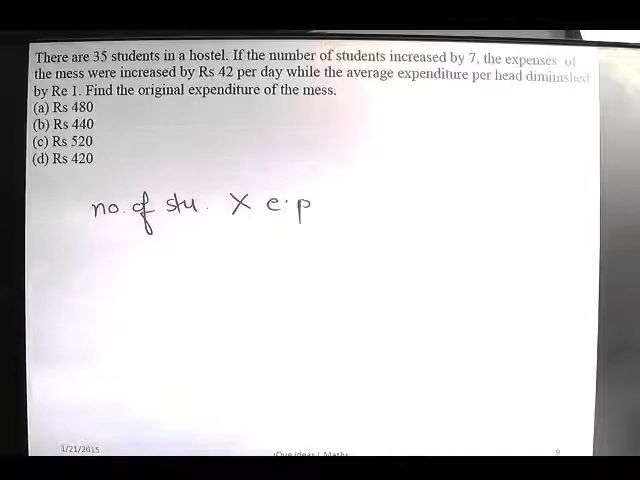 There are 35 students in a hostel. If the number of students increased by 7, the expenses of
the mess were increased by Rs 42 per day while the average expenditure per head diminished
by Re 1. Find the original expenditure of the mess.
(a) Rs 480
(b) Rs 440
(c) Rs 520
(d) Rs 420
no. of stu. X e.p
1/21/2015 iQue ideas | Maths 9